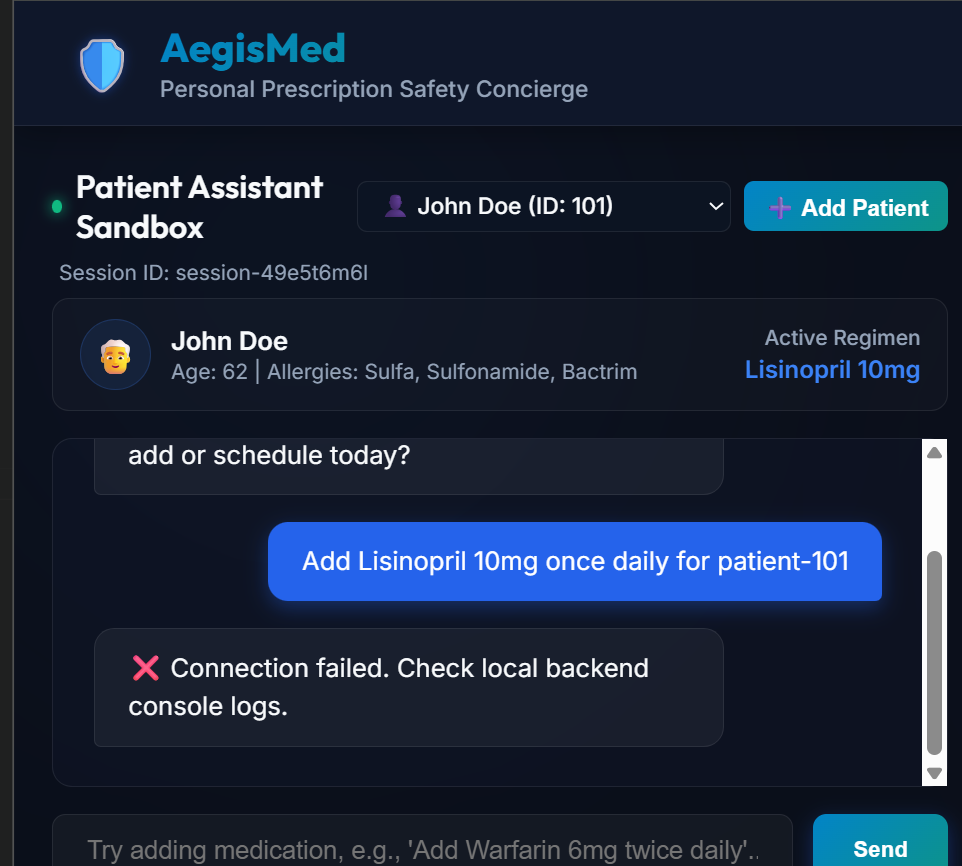 AegisMed
Personal Prescription Safety Concierge
Patient Assistant
Sandbox
John Doe (ID: 101)
Add Patient
Session ID: session-49e5t6m6l
John Doe
Age: 62 | Allergies: Sulfa, Sulfonamide, Bactrim
Active Regimen
Lisinopril 10mg
add or schedule today?
Add Lisinopril 10mg once daily for patient-101
❌ Connection failed. Check local backend
console logs.
Try adding medication, e.g., 'Add Warfarin 6mg twice daily'..
Send